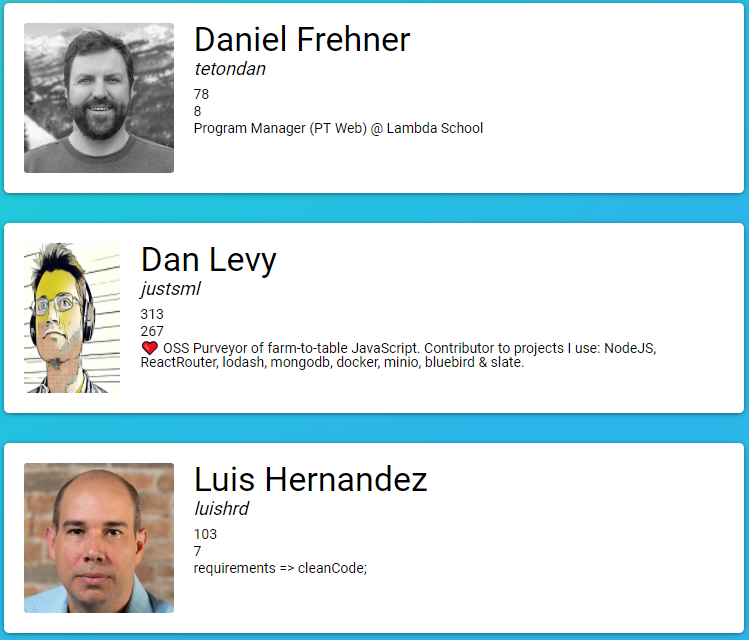 Daniel Frehner
tetondan
78
8
Program Manager (PT Web) @ Lambda School
Dan Levy
justsml
313
267
❤️ OSS Purveyor of farm-to-table JavaScript. Contributor to projects I use: NodeJS,
ReactRouter, lodash, mongodb, docker, minio, bluebird & slate.
Luis Hernandez
luishrd
103
7
requirements => cleanCode;